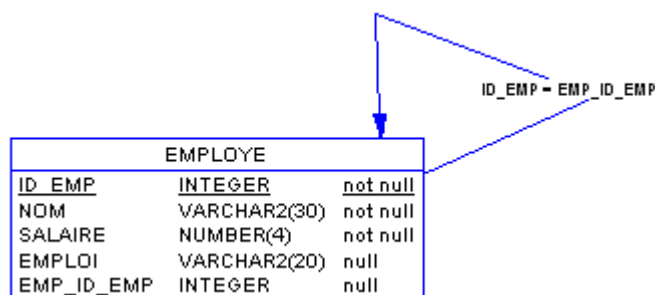 ID_EMP = EMP_ID_EMP
EMPLOYE
ID_EMP INTEGER not null
NOM VARCHAR2(30) not null
SALAIRE NUMBER(4) not null
EMPLOI VARCHAR2(20) null
EMP_ID_EMP INTEGER null